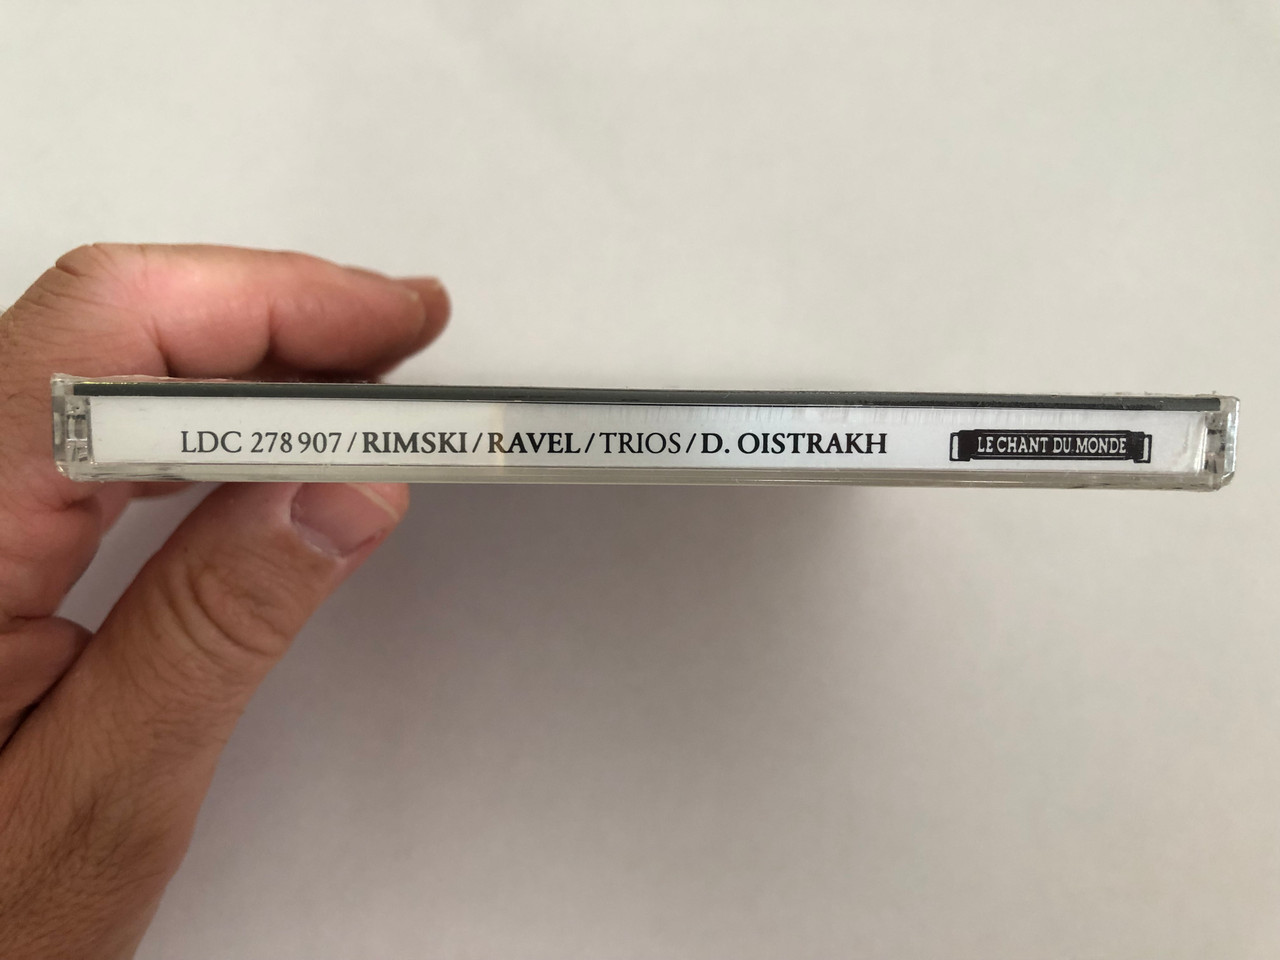 LDC 278 907 / RIMSKI / RAVEL / TRIOS / D. OISTRAKH LE CHANT DU MONDE